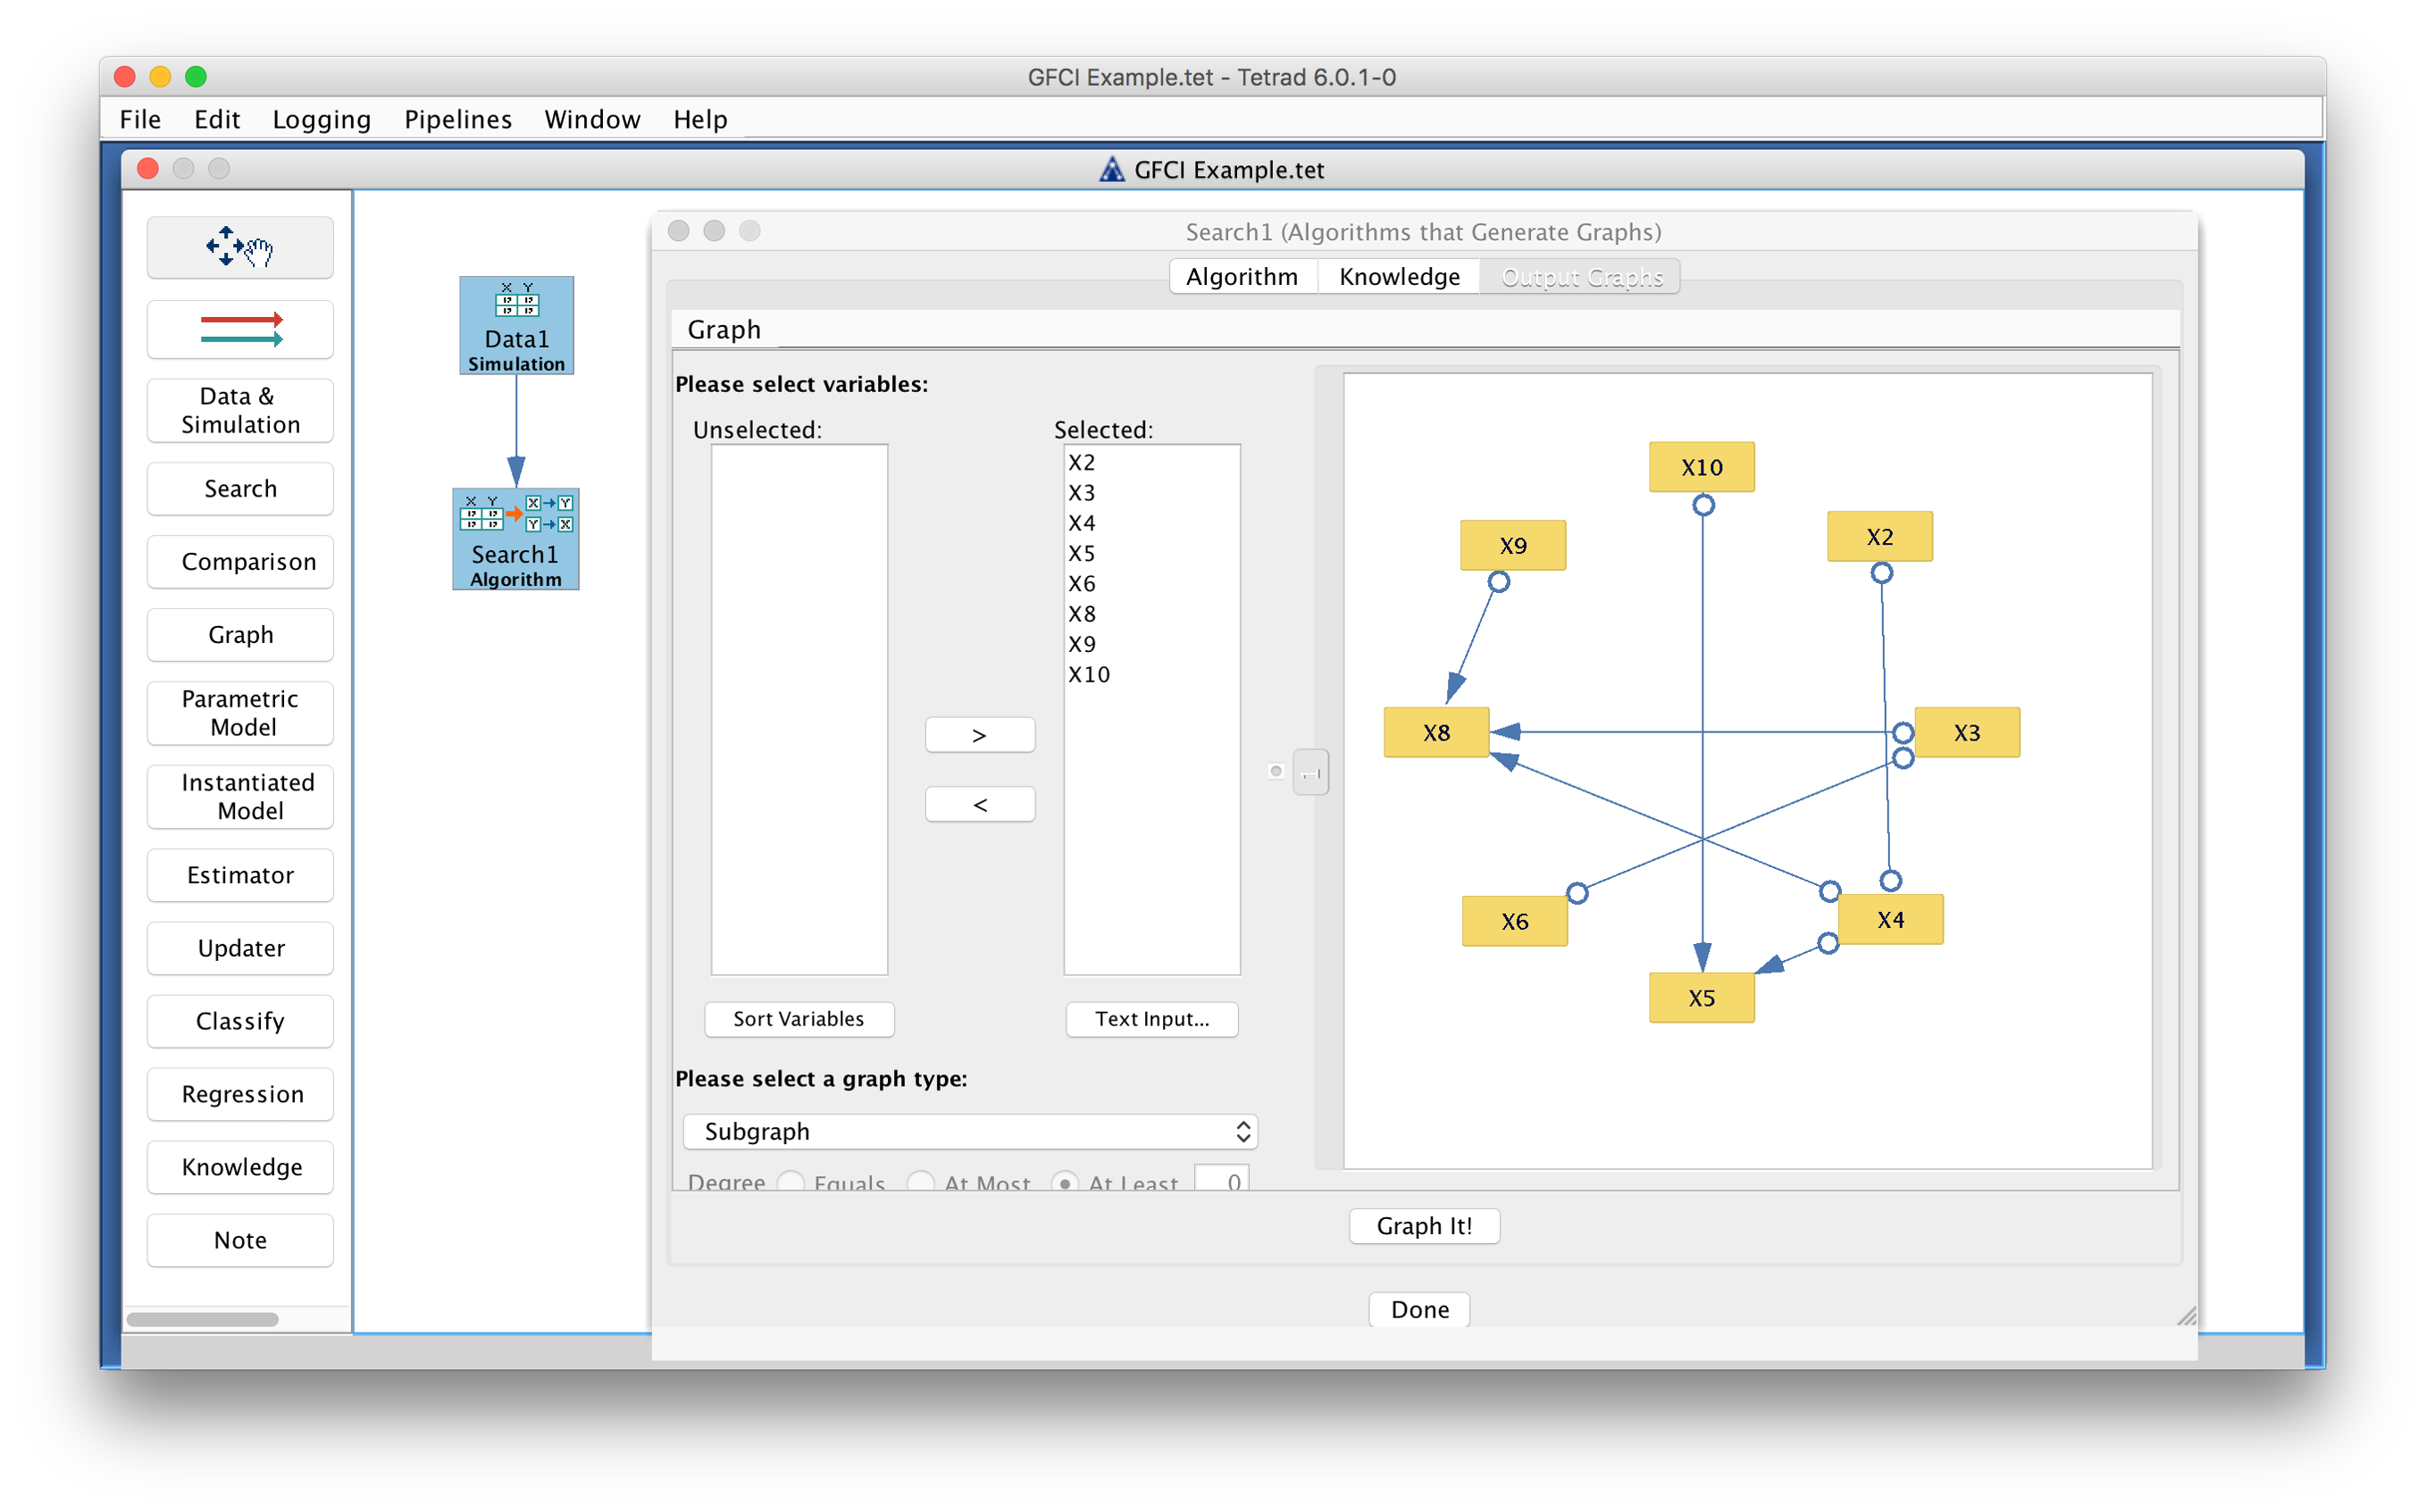 GFCI Example.tet - Tetrad 6.0.1-0
File Edit Logging Pipelines Window Help
GFCI Example.tet
Data &
Simulation
Search
Comparison
Graph
Parametric
Model
Instantiated
Model
Estimator
Updater
Classify
Regression
Knowledge
Note
X Y
Data1
Simulation
X Y X Y
Y X
Search1
Algorithm
Search1 (Algorithms that Generate Graphs)
Algorithm Knowledge Output Graphs
Graph
Please select variables:
Unselected: Selected:
X2
X3
X4
X5
X6
X8
X9
X10
>
<
Sort Variables Text Input...
Please select a graph type:
Subgraph
Degree Equals At Most At Least 0
X10
X9
X2
X8
X3
X6
X4
X5
Graph It!
Done